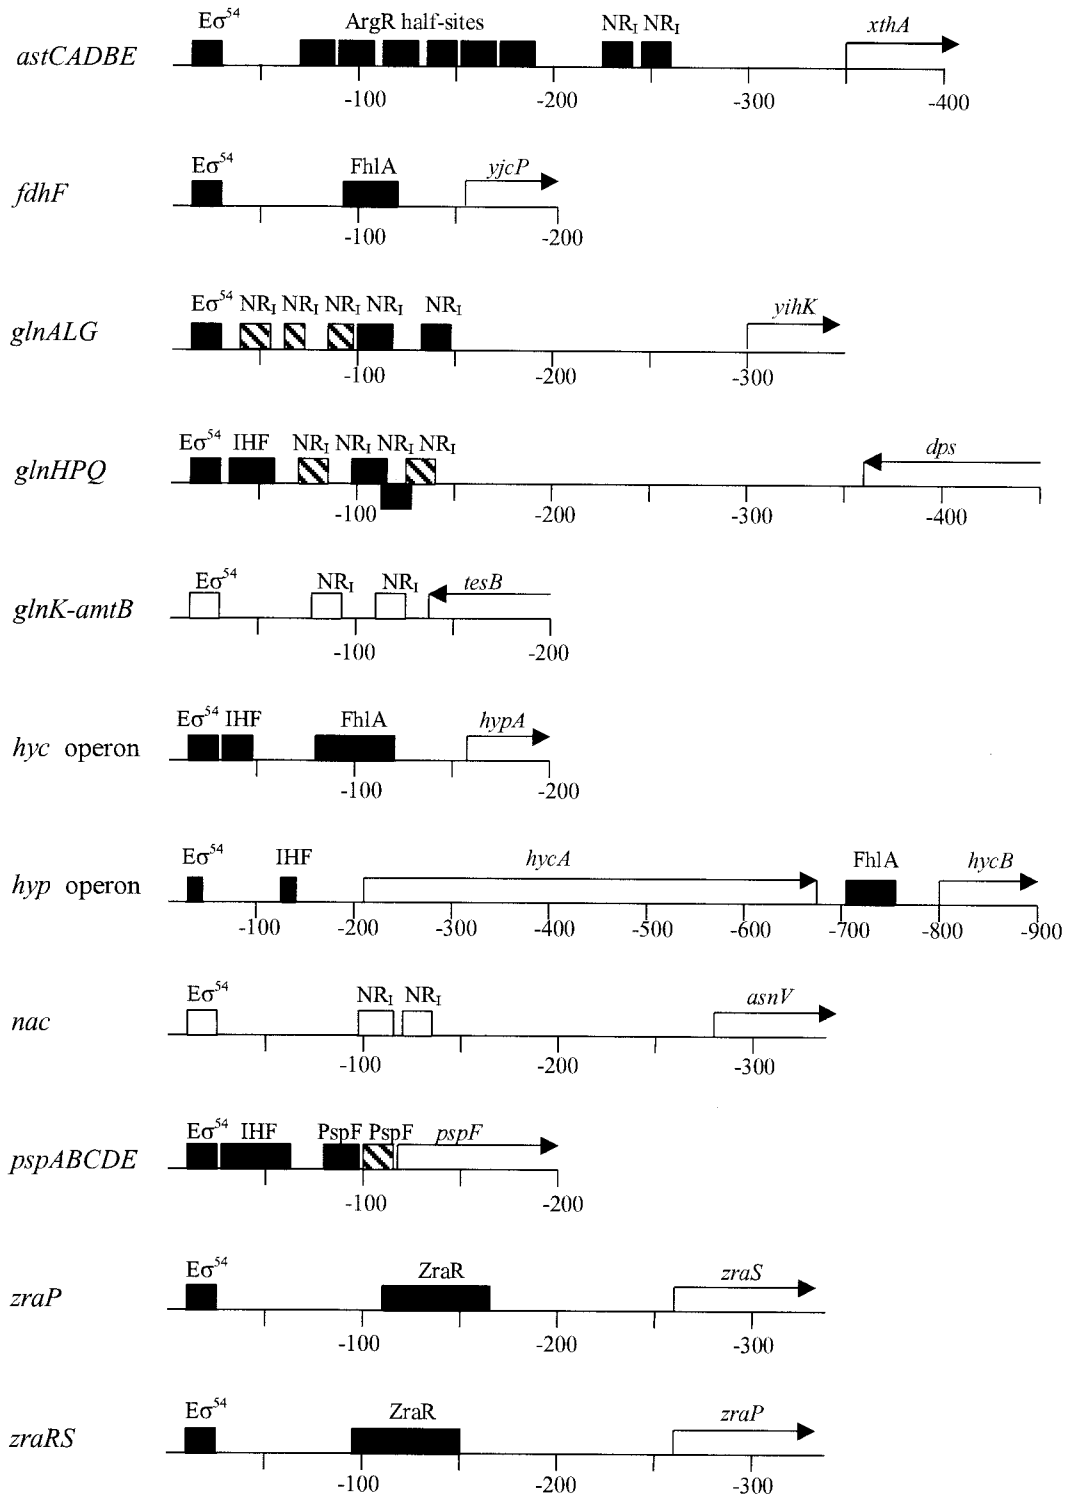 Eσ54 ArgR half-sites NRI NRI xthA
astCADBE
-100 -200 -300 -400
Eσ54 FhlA yjcP
fdhF
-100 -200
Eσ54 NRI NRI NRI NRI NRI yihK
glnALG
-100 -200 -300
Eσ54 IHF NRI NRI NRI NRI dps
glnHPQ
-100 -200 -300 -400
Eσ54 NRI NRI tesB
glnK-amtB
-100 -200
Eσ54 IHF FhlA hypA
hyc operon
-100 -200
Eσ54 IHF hycA FhlA hycB
hyp operon
-100 -200 -300 -400 -500 -600 -700 -800 -900
Eσ54 NRI NRI asnV
nac
-100 -200 -300
Eσ54 IHF PspF PspF pspF
pspABCDE
-100 -200
Eσ54 ZraR zraS
zraP
-100 -200 -300
Eσ54 ZraR zraP
zraRS
-100 -200 -300